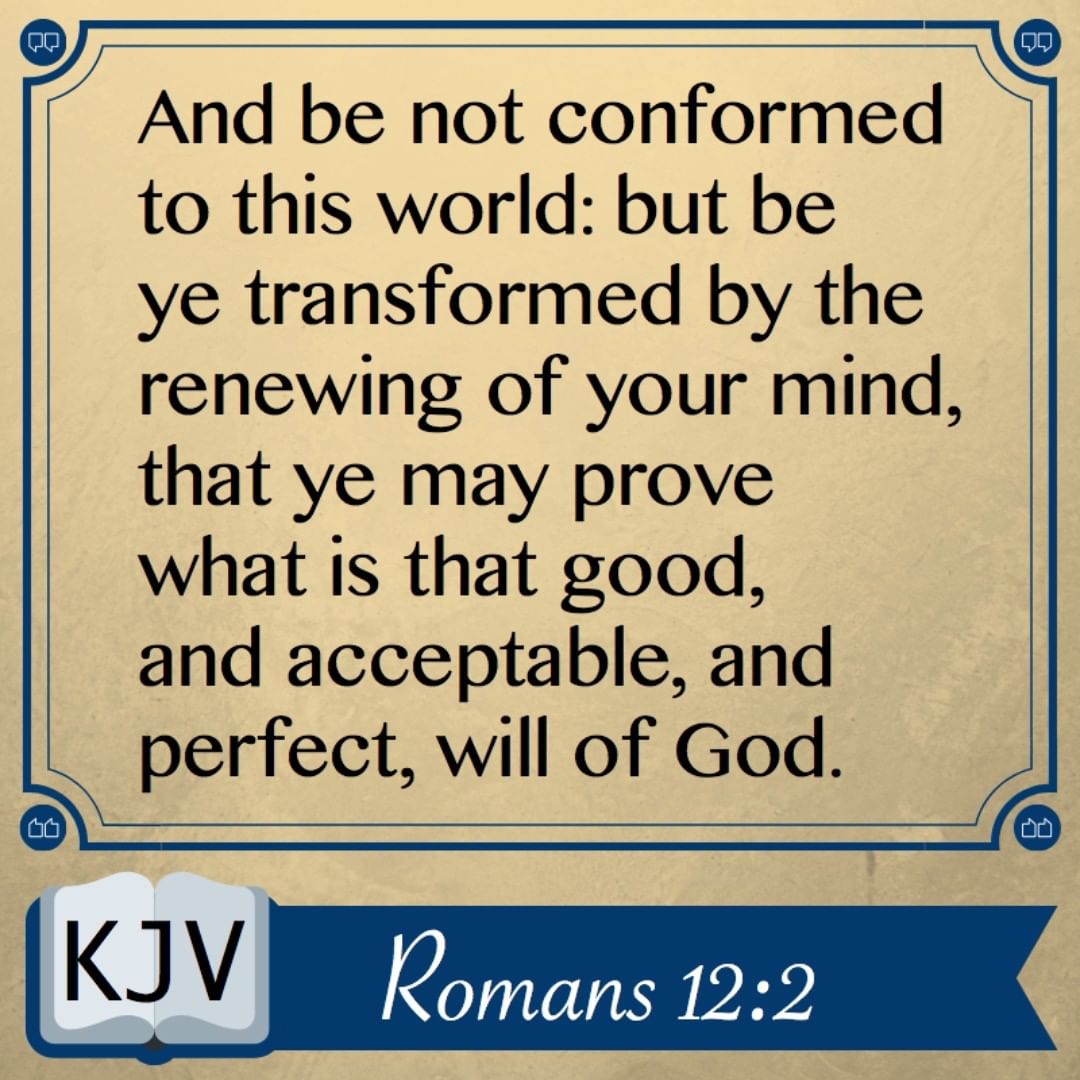 And be not conformed
to this world: but be
ye transformed by the
renewing of your mind,
that ye may prove
what is that good,
and acceptable, and
perfect, will of God.
KJV
Romans 12:2